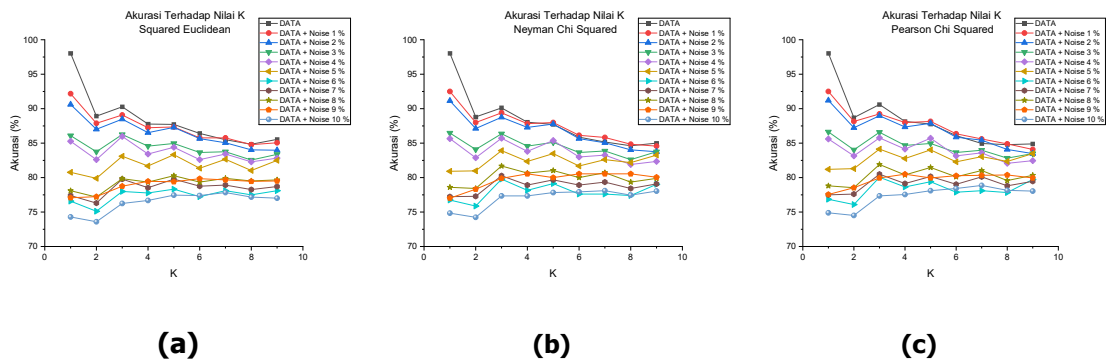 Akurasi Terhadap Nilai K
Squared Euclidean
DATA
DATA + Noise 1 %
DATA + Noise 2 %
DATA + Noise 3 %
DATA + Noise 4 %
DATA + Noise 5 %
DATA + Noise 6 %
DATA + Noise 7 %
DATA + Noise 8 %
DATA + Noise 9 %
DATA + Noise 10 %
100
95
90
85
80
75
70
Akurasi (%)
0 2 4 6 8 10
K
(a)
Akurasi Terhadap Nilai K
Neyman Chi Squared
DATA
DATA + Noise 1 %
DATA + Noise 2 %
DATA + Noise 3 %
DATA + Noise 4 %
DATA + Noise 5 %
DATA + Noise 6 %
DATA + Noise 7 %
DATA + Noise 8 %
DATA + Noise 9 %
DATA + Noise 10 %
100
95
90
85
80
75
70
Akurasi (%)
0 2 4 6 8 10
K
(b)
Akurasi Terhadap Nilai K
Pearson Chi Squared
DATA
DATA + Noise 1 %
DATA + Noise 2 %
DATA + Noise 3 %
DATA + Noise 4 %
DATA + Noise 5 %
DATA + Noise 6 %
DATA + Noise 7 %
DATA + Noise 8 %
DATA + Noise 9 %
DATA + Noise 10 %
100
95
90
85
80
75
70
Akurasi (%)
0 2 4 6 8 10
K
(c)